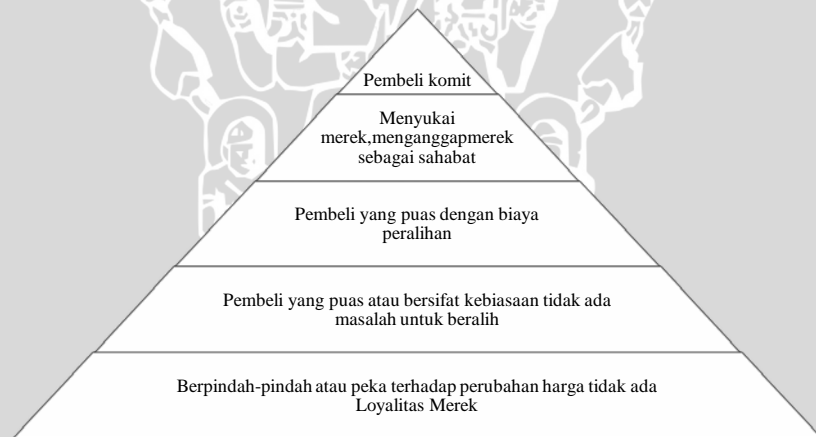 Pembeli komit
Menyukai
merek,menganggapmerek
sebagai sahabat
Pembeli yang puas dengan biaya
peralihan
Pembeli yang puas atau bersifat kebiasaan tidak ada
masalah untuk beralih
Berpindah-pindah atau peka terhadap perubahan harga tidak ada
Loyalitas Merek